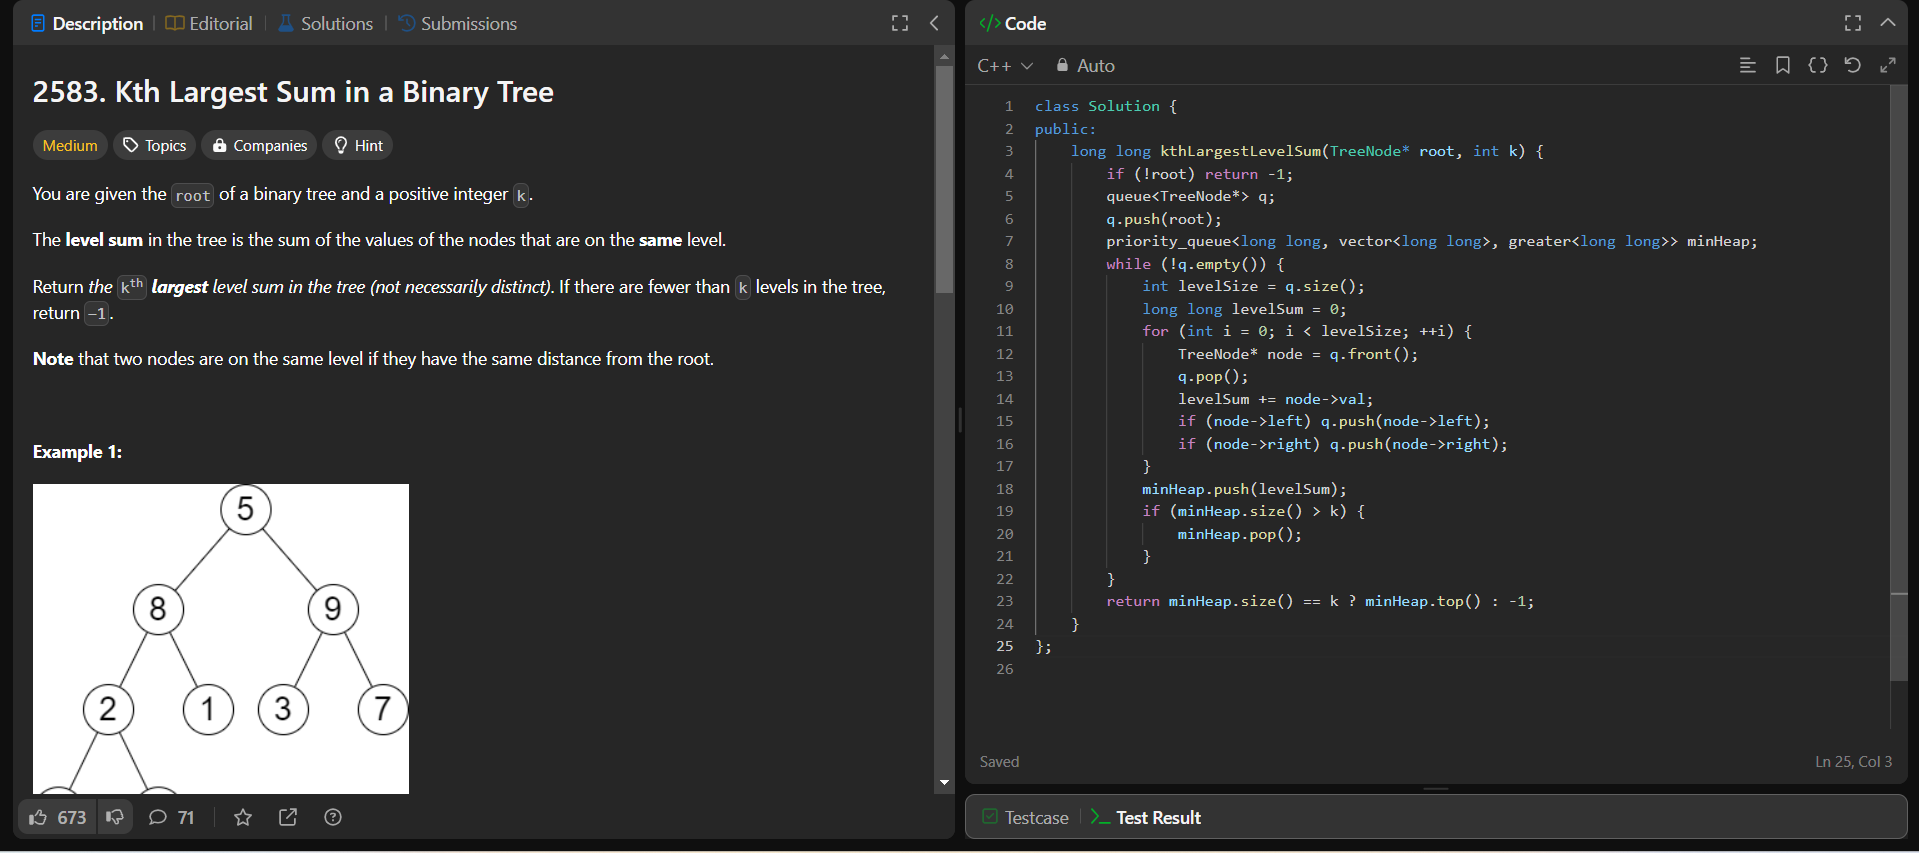 Description | Editorial | Solutions | Submissions
2583. Kth Largest Sum in a Binary Tree
Medium Topics Companies Hint
You are given the root of a binary tree and a positive integer k.
The level sum in the tree is the sum of the values of the nodes that are on the same level.
Return the kth largest level sum in the tree (not necessarily distinct). If there are fewer than k levels in the tree,
return -1.
Note that two nodes are on the same level if they have the same distance from the root.
Example 1:
5
8 9
2 1 3 7
673 71
</> Code
C++ Auto
1 class Solution {
2 public:
3     long long kthLargestLevelSum(TreeNode* root, int k) {
4         if (!root) return -1;
5         queue<TreeNode*> q;
6         q.push(root);
7         priority_queue<long long, vector<long long>, greater<long long>> minHeap;
8         while (!q.empty()) {
9             int levelSize = q.size();
10             long long levelSum = 0;
11             for (int i = 0; i < levelSize; ++i) {
12                 TreeNode* node = q.front();
13                 q.pop();
14                 levelSum += node->val;
15                 if (node->left) q.push(node->left);
16                 if (node->right) q.push(node->right);
17             }
18             minHeap.push(levelSum);
19             if (minHeap.size() > k) {
20                 minHeap.pop();
21             }
22         }
23         return minHeap.size() == k ? minHeap.top() : -1;
24     }
25 };
26
Saved Ln 25, Col 3
Testcase | >_ Test Result